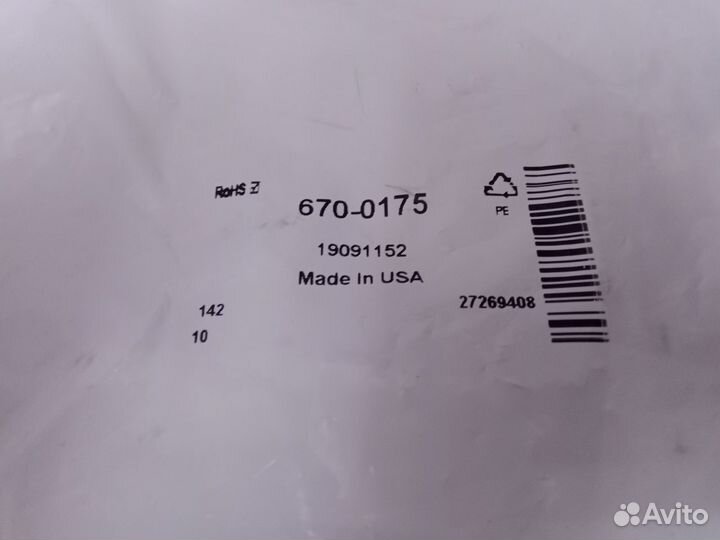 RoHS Z
670-0175
PE
19091152
Made In USA
27269408
142
10
Avito